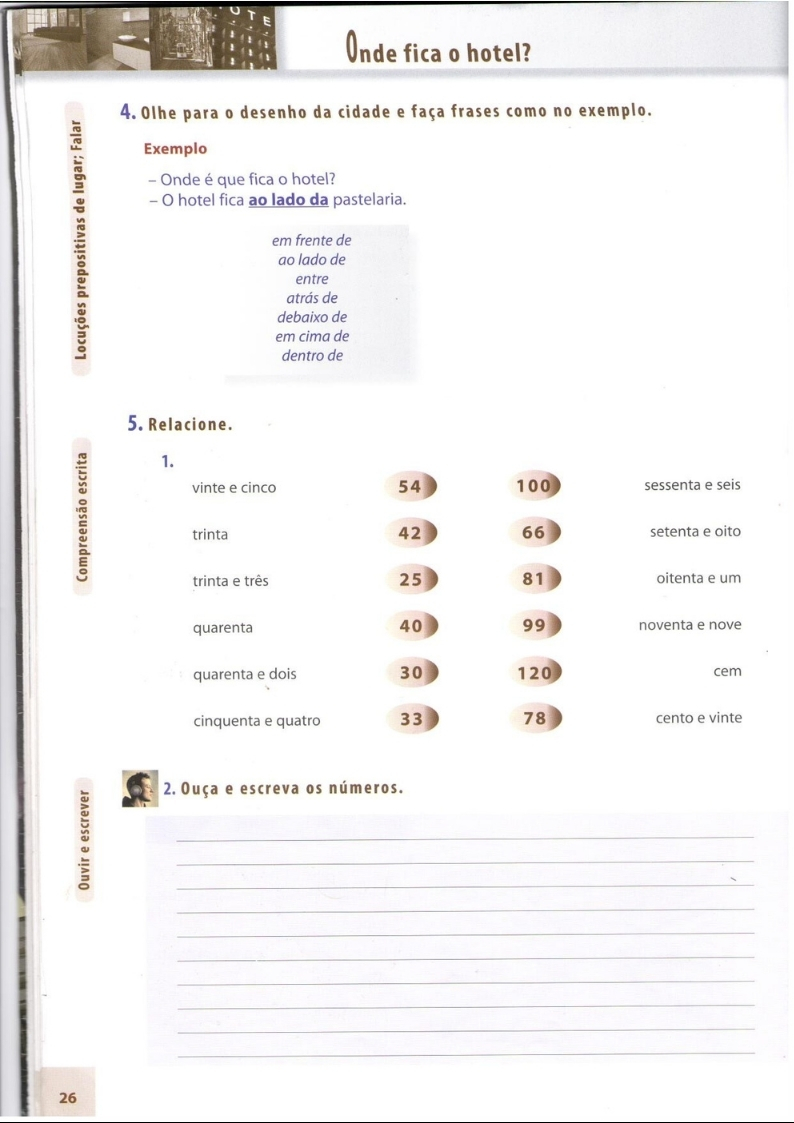 OTE
Onde fica o hotel?
4. Olhe para o desenho da cidade e faça frases como no exemplo.
Locuções prepositivas de lugar; Falar
Exemplo
– Onde é que fica o hotel?
– O hotel fica ao lado da pastelaria.
em frente de
ao lado de
entre
atrás de
debaixo de
em cima de
dentro de
5. Relacione.
Compreensão escrita
1.
vinte e cinco 54 100 sessenta e seis
trinta 42 66 setenta e oito
trinta e três 25 81 oitenta e um
quarenta 40 99 noventa e nove
quarenta e dois 30 120 cem
cinquenta e quatro 33 78 cento e vinte
Ouvir e escrever
2. Ouça e escreva os números.
26